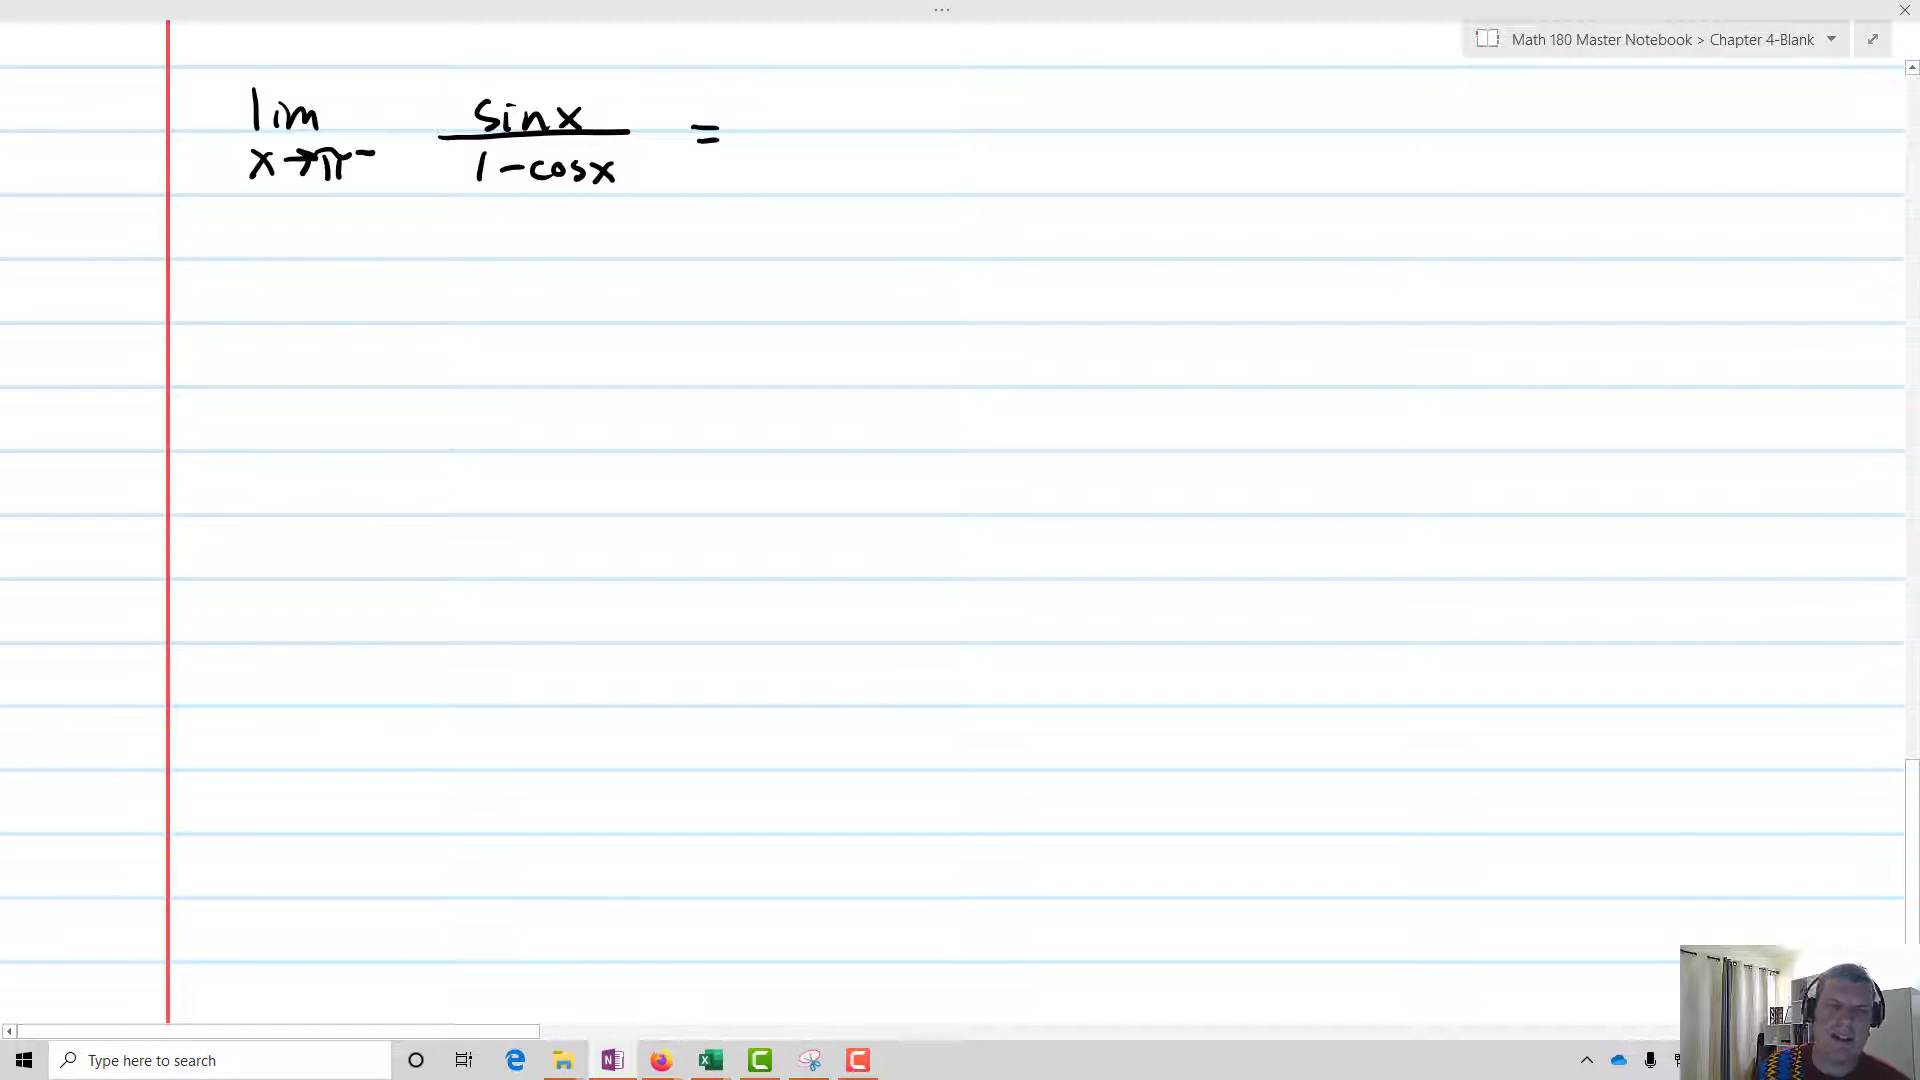 Math 180 Master Notebook > Chapter 4-Blank
lim sinx =
x→π⁻ 1-cosx
Type here to search